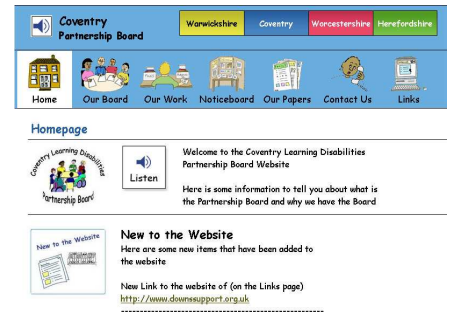 Coventry
Partnership Board
Warwickshire
Coventry
Worcestershire
Herefordshire
Home
Our Board
Our Work
Noticeboard
Our Papers
Contact Us
Links
Homepage
Coventry Learning Disabilities
Partnership Board
Listen
Welcome to the Coventry Learning Disabilities
Partnership Board Website
Here is some information to tell you about what is
the Partnership Board and why we have the Board
New to the Website
New to the Website
Here are some new items that have been added to
the website
New Link to the website of (on the Links page)
http://www.downssupport.org.uk